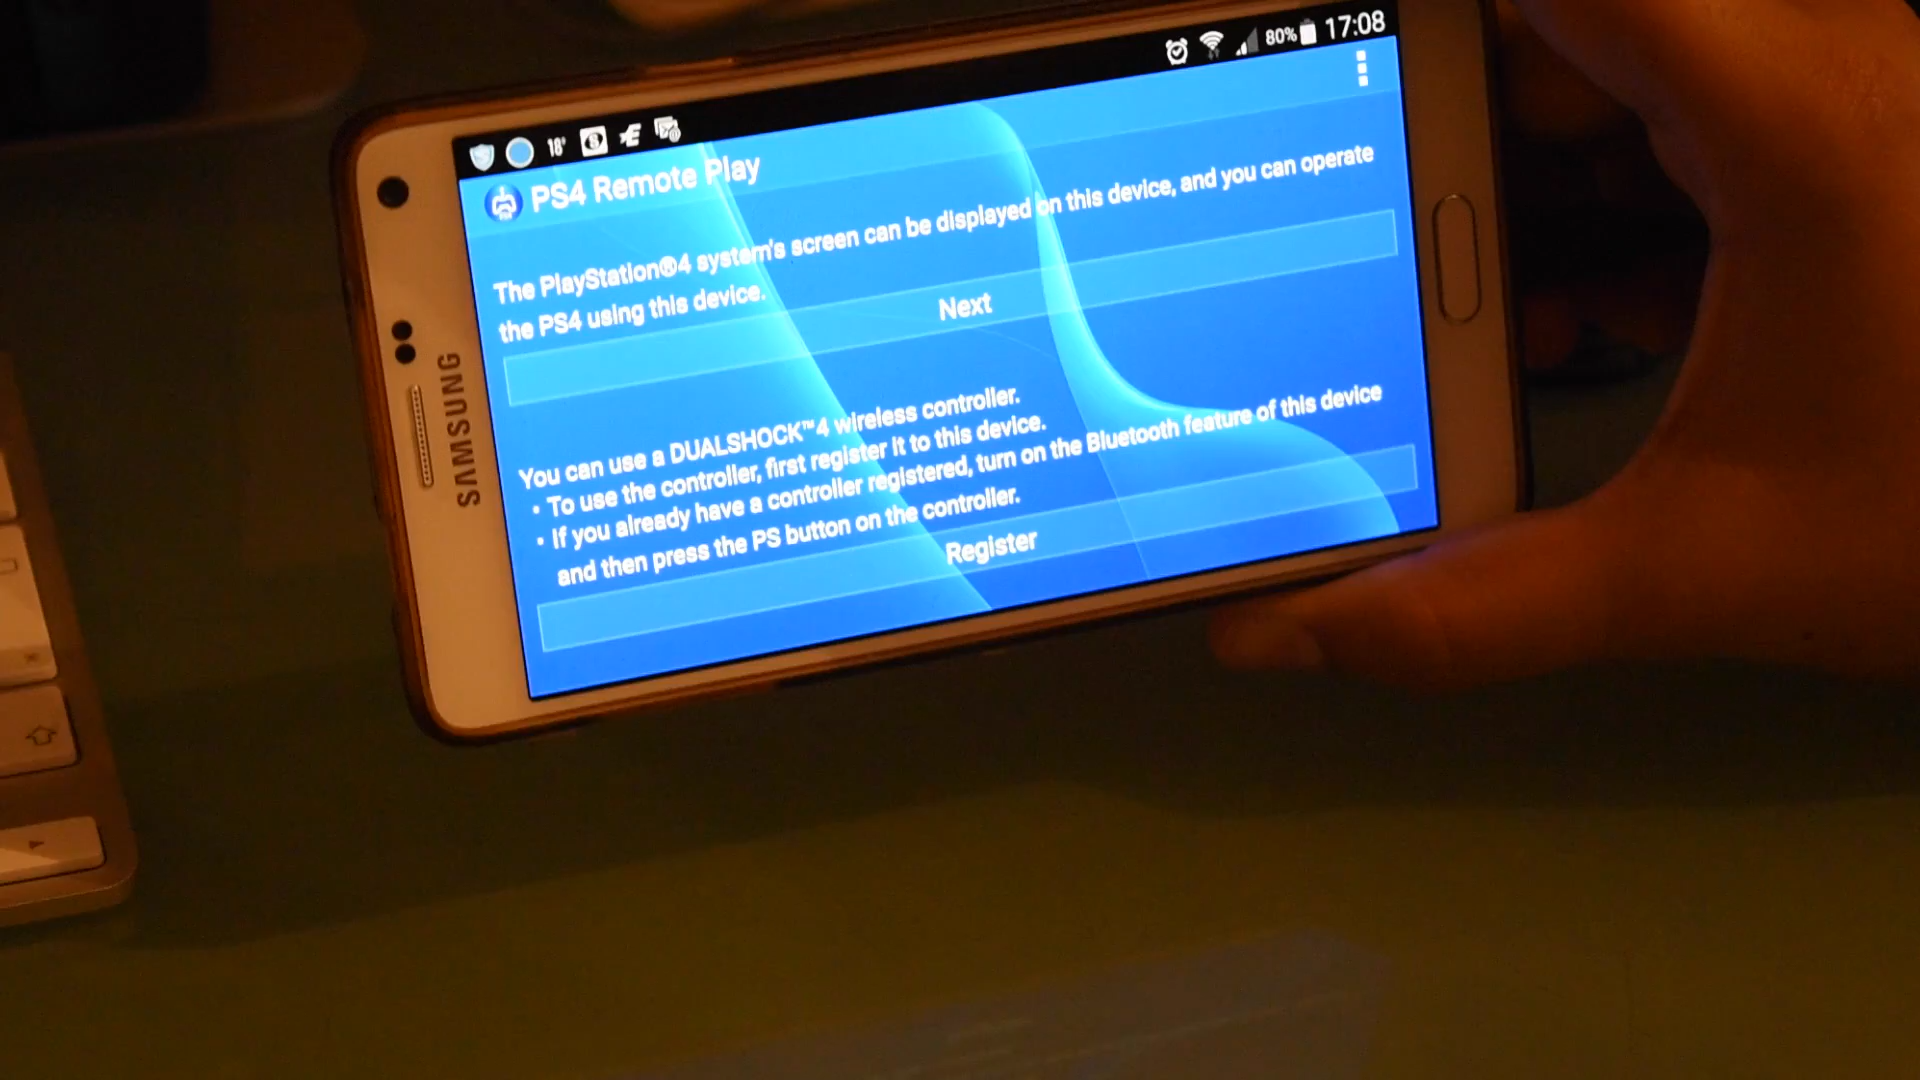 18°
80% 17:08
PS4 Remote Play
The PlayStation®4 system's screen can be displayed on this device, and you can operate
the PS4 using this device.
Next
You can use a DUALSHOCK™4 wireless controller.
• To use the controller, first register it to this device.
• If you already have a controller registered, turn on the Bluetooth feature of this device
and then press the PS button on the controller.
Register
SAMSUNG